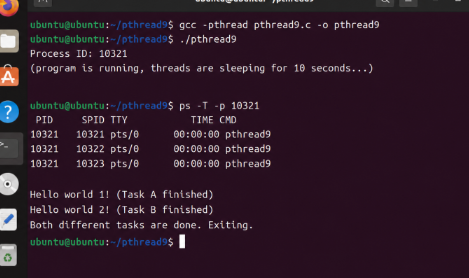 ubuntu@ubuntu:~/pthread9$ gcc -pthread pthread9.c -o pthread9
ubuntu@ubuntu:~/pthread9$ ./pthread9
Process ID: 10321
(program is running, threads are sleeping for 10 seconds...)
ubuntu@ubuntu:~/pthread9$ ps -T -p 10321
PID SPID TTY TIME CMD
10321 10321 pts/0 00:00:00 pthread9
10321 10322 pts/0 00:00:00 pthread9
10321 10323 pts/0 00:00:00 pthread9
Hello world 1! (Task A finished)
Hello world 2! (Task B finished)
Both different tasks are done. Exiting.
ubuntu@ubuntu:~/pthread9$